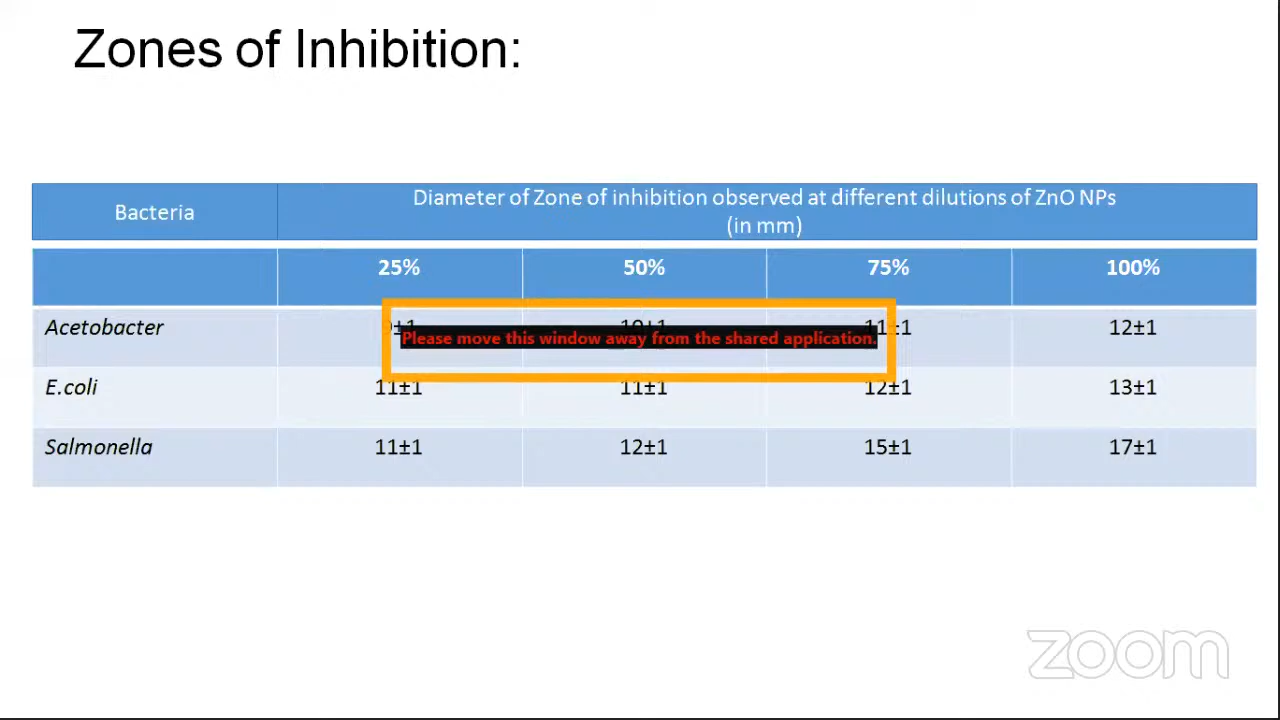 Zones of Inhibition:
Bacteria
Diameter of Zone of inhibition observed at different dilutions of ZnO NPs
(in mm)
25% 50% 75% 100%
Acetobacter 11±1 12±1
Please move this window away from the shared application.
E.coli 11±1 11±1 12±1 13±1
Salmonella 11±1 12±1 15±1 17±1
zoom